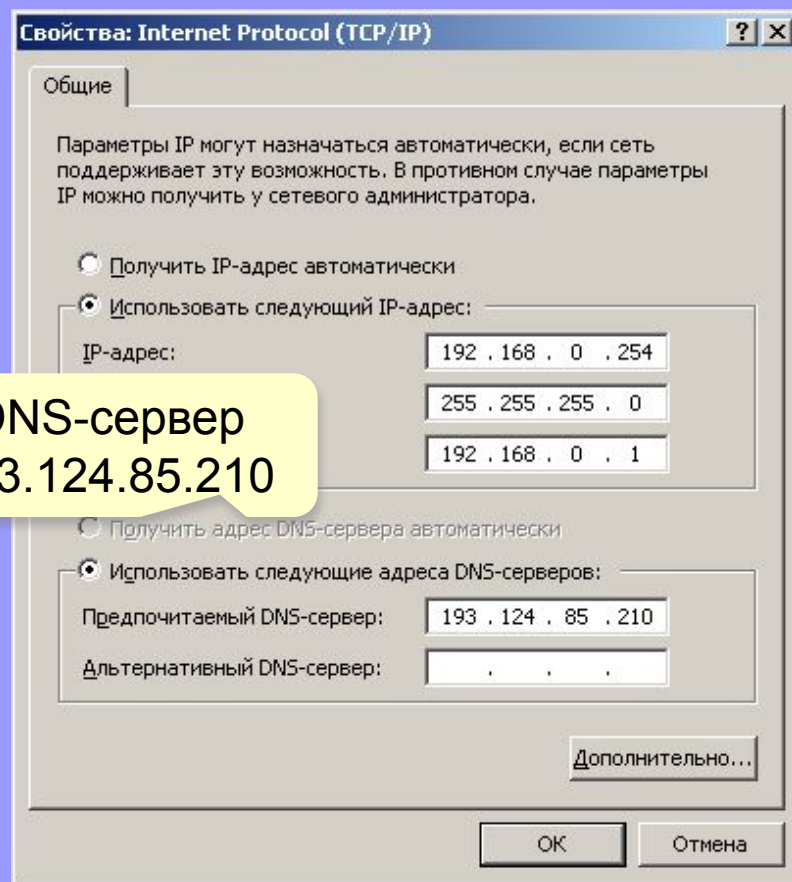 Свойства: Internet Protocol (TCP/IP)
Общие
Параметры IP могут назначаться автоматически, если сеть
поддерживает эту возможность. В противном случае параметры
IP можно получить у сетевого администратора.
Получить IP-адрес автоматически
Использовать следующий IP-адрес:
IP-адрес: 192 . 168 . 0 . 254
255 . 255 . 255 . 0
192 . 168 . 0 . 1
NS-сервер
3.124.85.210
Получить адрес DNS-сервера автоматически
Использовать следующие адреса DNS-серверов:
Предпочитаемый DNS-сервер: 193 . 124 . 85 . 210
Альтернативный DNS-сервер: . . .
Дополнительно...
ОК Отмена